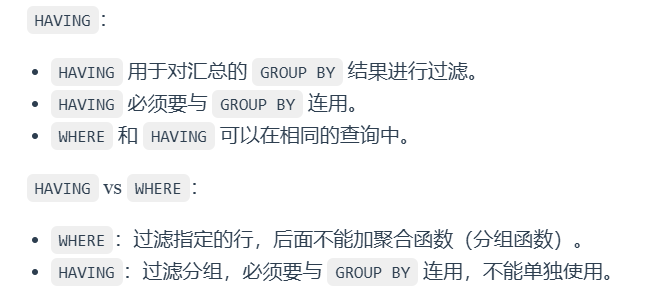 HAVING：
• HAVING 用于对汇总的 GROUP BY 结果进行过滤。
• HAVING 必须要与 GROUP BY 连用。
• WHERE 和 HAVING 可以在相同的查询中。
HAVING vs WHERE：
• WHERE：过滤指定的行，后面不能加聚合函数（分组函数）。
• HAVING：过滤分组，必须要与 GROUP BY 连用，不能单独使用。